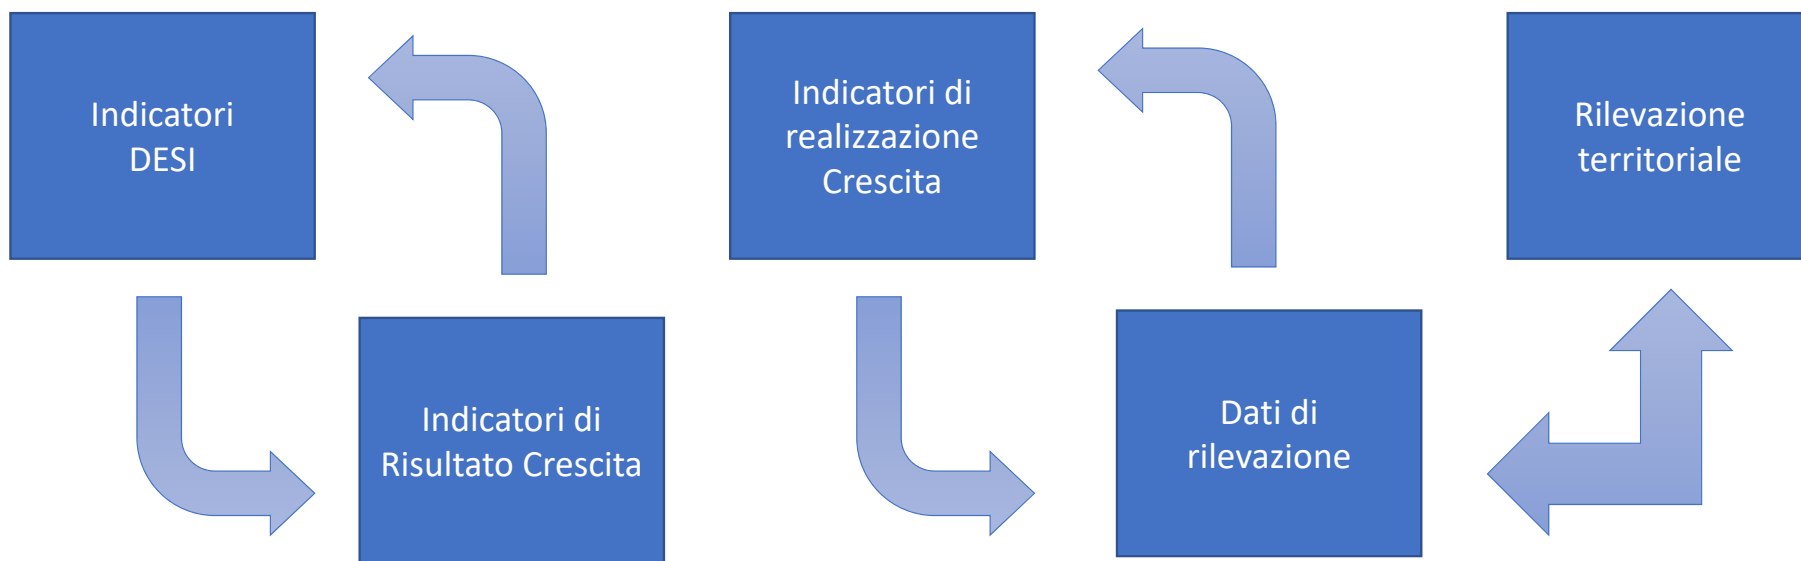 Indicatori
DESI
Indicatori di
Risultato Crescita
Indicatori di
realizzazione
Crescita
Dati di
rilevazione
Rilevazione
territoriale